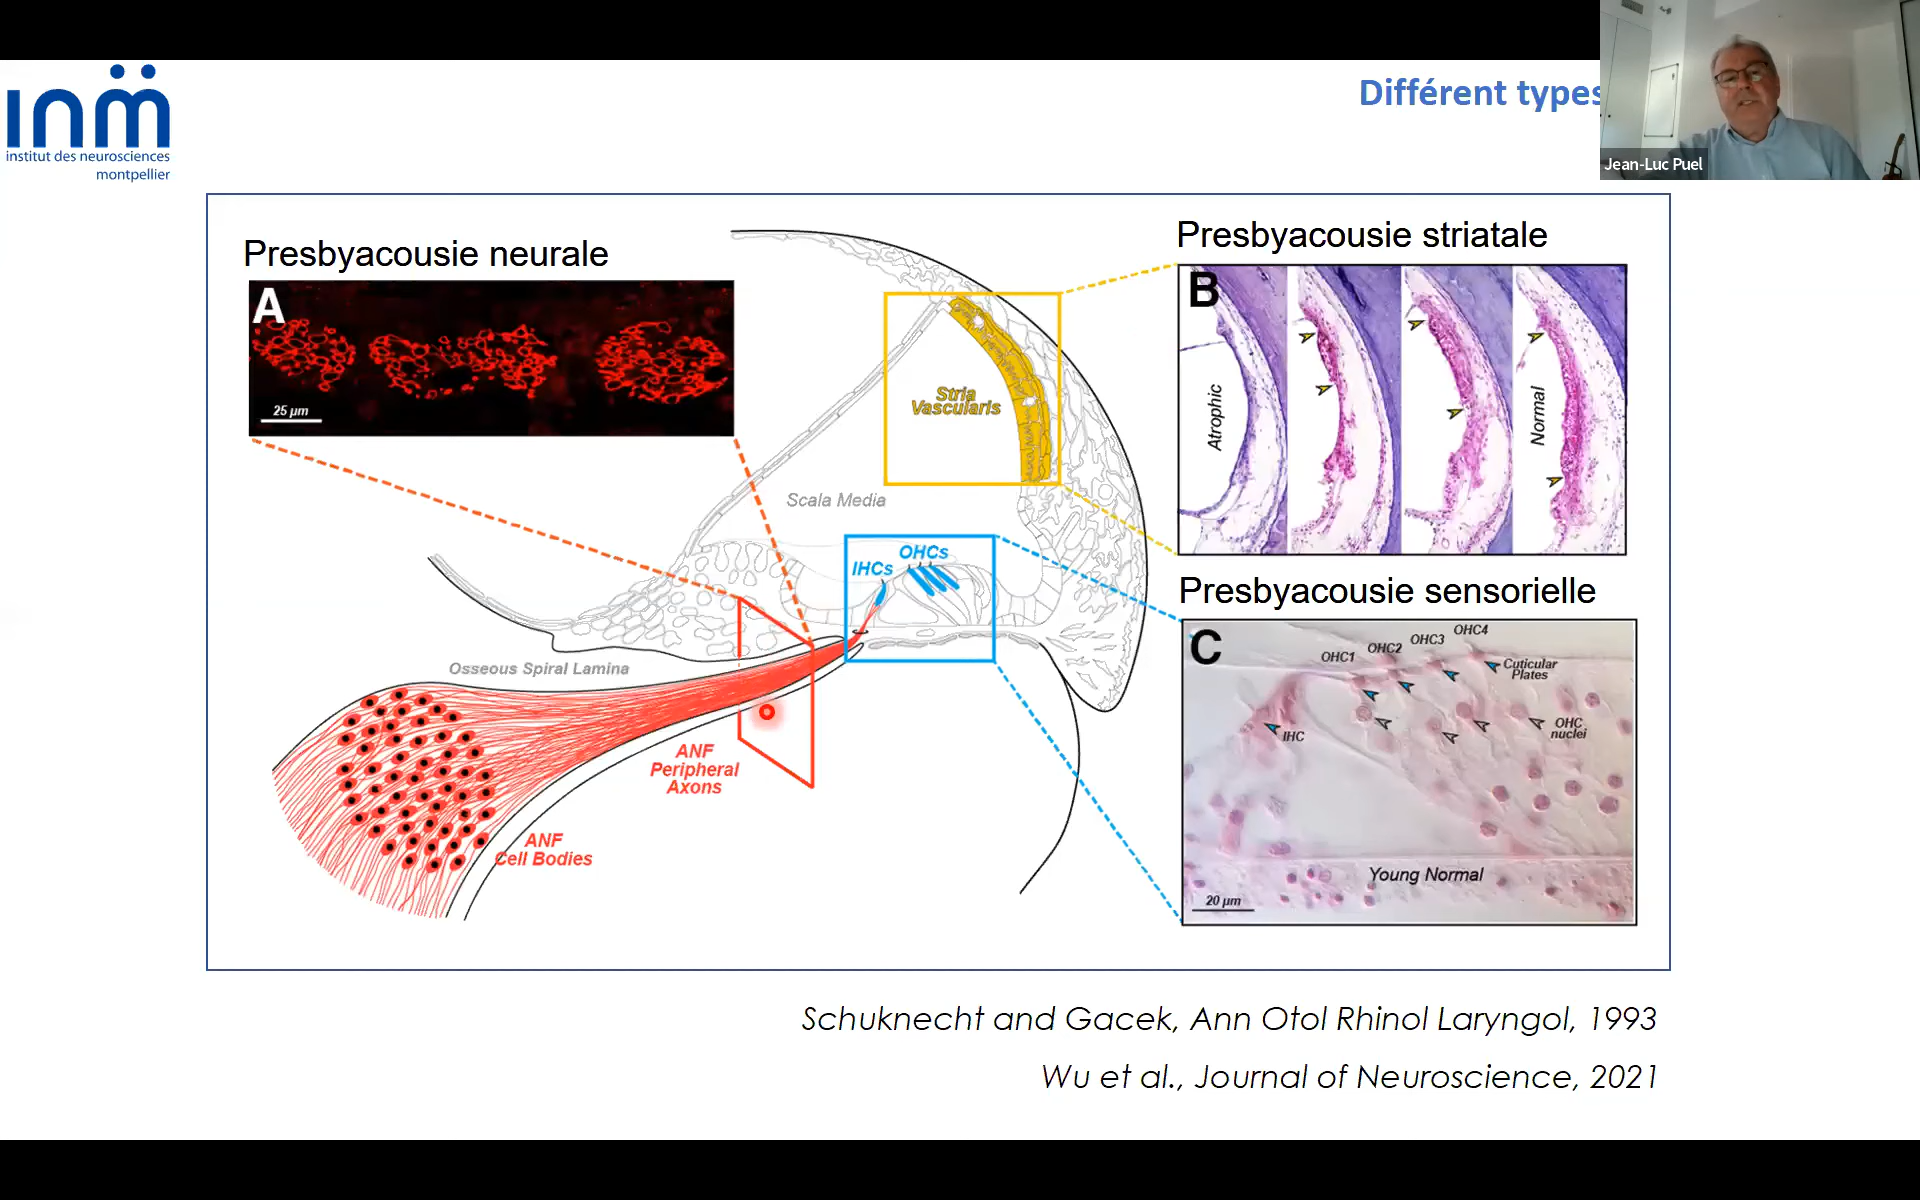 inm
institut des neurosciences
montpellier
Différent types
Jean-Luc Puel
Presbyacousie neurale
A
25 µm
Presbyacousie striatale
B
Atrophic
Normal
Stria
Vascularis
Scala Media
OHCs
IHCs
Osseous Spiral Lamina
ANF
Peripheral
Axons
ANF
Cell Bodies
Presbyacousie sensorielle
C
OHC1
OHC2
OHC3
OHC4
Cuticular
Plates
IHC
OHC
nuclei
Young Normal
20 µm
Schuknecht and Gacek, Ann Otol Rhinol Laryngol, 1993
Wu et al., Journal of Neuroscience, 2021